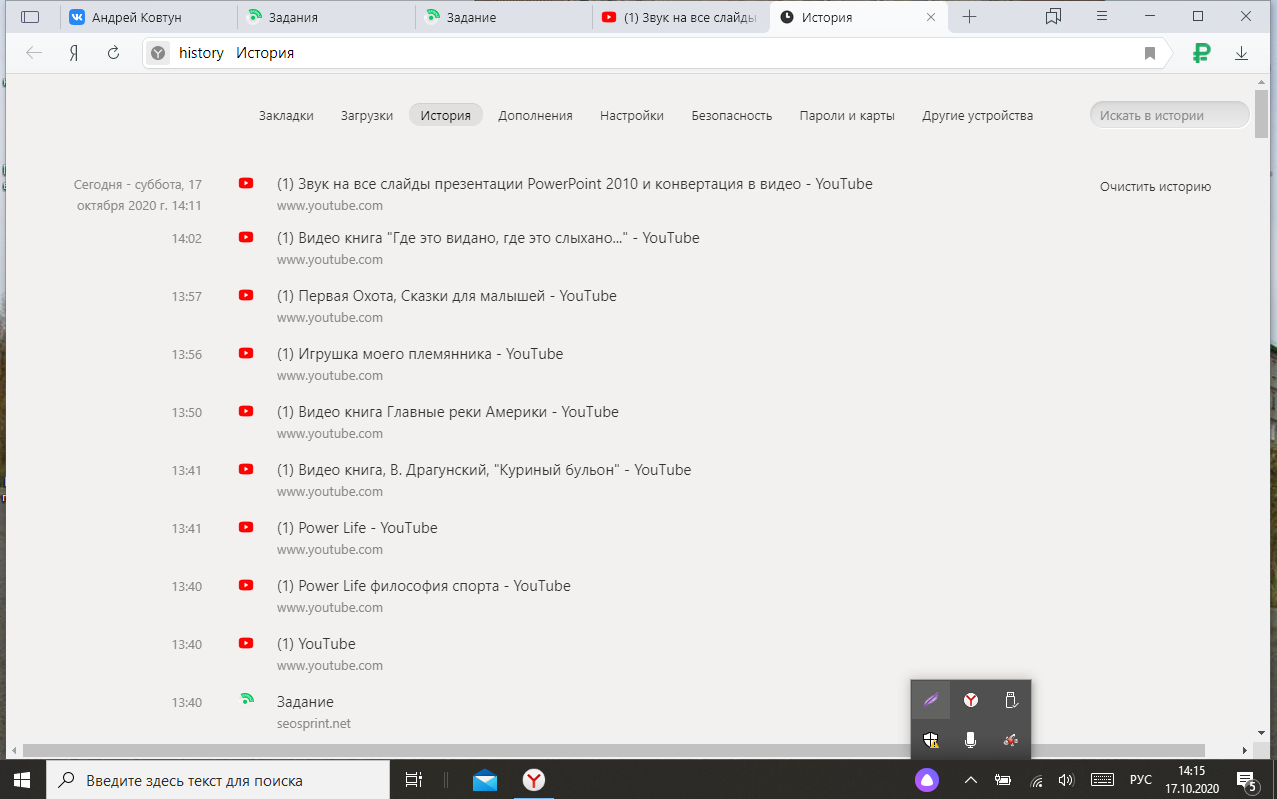 Андрей Ковтун
Задания
Задание
(1) Звук на все слайды
История
Я
history История
Закладки
Загрузки
История
Дополнения
Настройки
Безопасность
Пароли и карты
Другие устройства
Искать в истории
Сегодня - суббота, 17
октября 2020 г. 14:11
(1) Звук на все слайды презентации PowerPoint 2010 и конвертация в видео - YouTube
www.youtube.com
Очистить историю
14:02
(1) Видео книга "Где это видано, где это слыхано..." - YouTube
www.youtube.com
13:57
(1) Первая Охота, Сказки для малышей - YouTube
www.youtube.com
13:56
(1) Игрушка моего племянника - YouTube
www.youtube.com
13:50
(1) Видео книга Главные реки Америки - YouTube
www.youtube.com
13:41
(1) Видео книга, В. Драгунский, "Куриный бульон" - YouTube
www.youtube.com
13:41
(1) Power Life - YouTube
www.youtube.com
13:40
(1) Power Life философия спорта - YouTube
www.youtube.com
13:40
(1) YouTube
www.youtube.com
13:40
Задание
seosprint.net
Введите здесь текст для поиска
РУС
14:15
17.10.2020
5